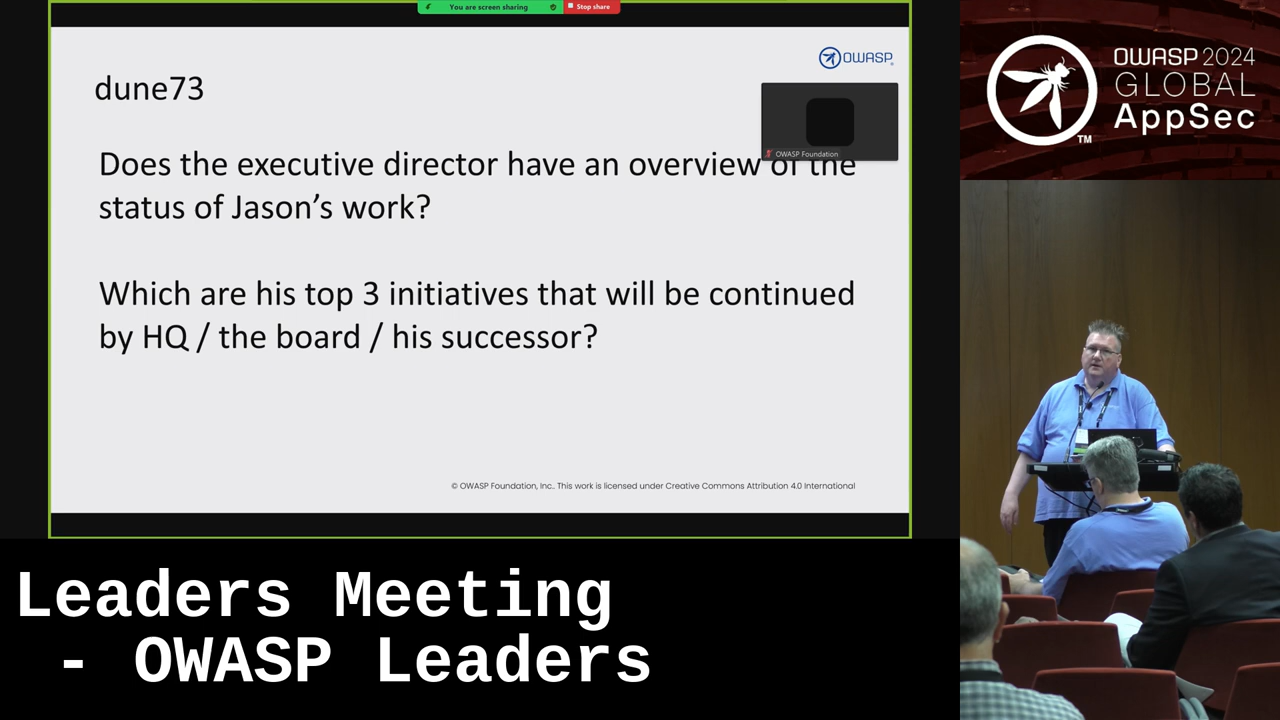 You are screen sharing
Stop share
OWASP
dune73
OWASP Foundation
Does the executive director have an overview of the
status of Jason’s work?
Which are his top 3 initiatives that will be continued
by HQ / the board / his successor?
© OWASP Foundation, Inc.. This work is licensed under Creative Commons Attribution 4.0 International
OWASP 2024
GLOBAL
AppSec
TM
Leaders Meeting
- OWASP Leaders